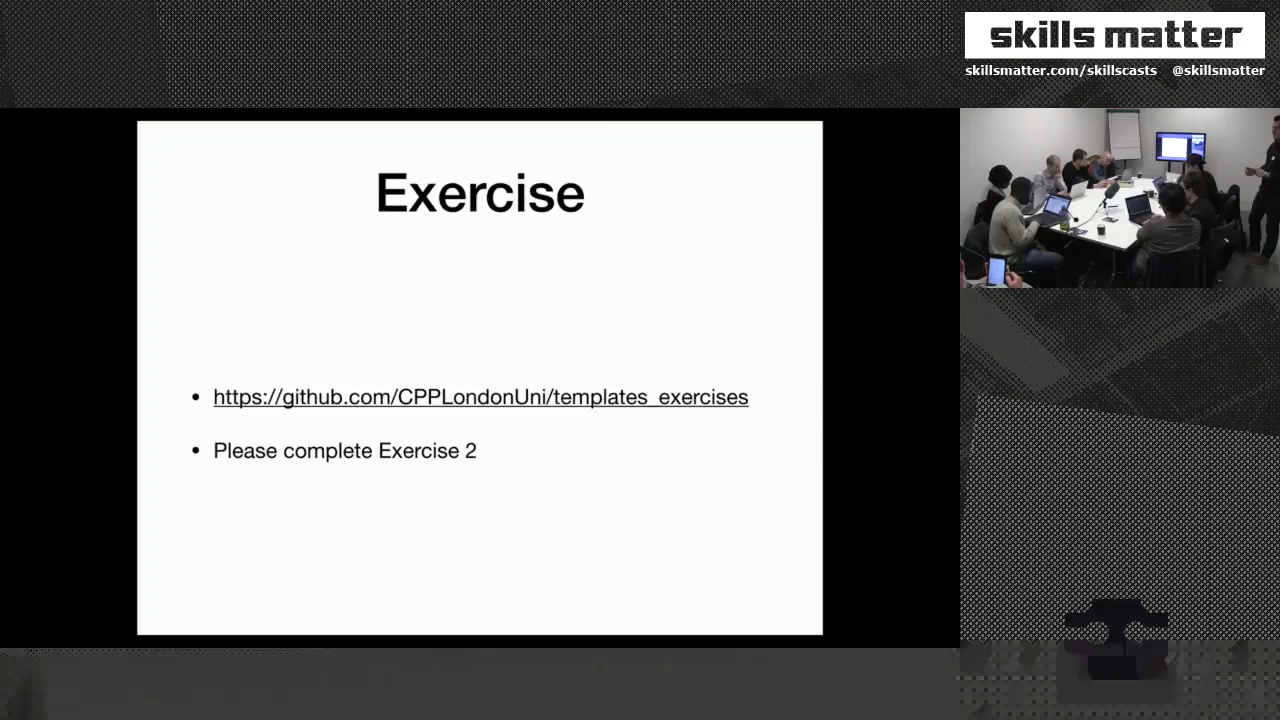 skills matter
skillsmatter.com/skillscasts @skillsmatter
Exercise
• https://github.com/CPPLondonUni/templates_exercises
• Please complete Exercise 2